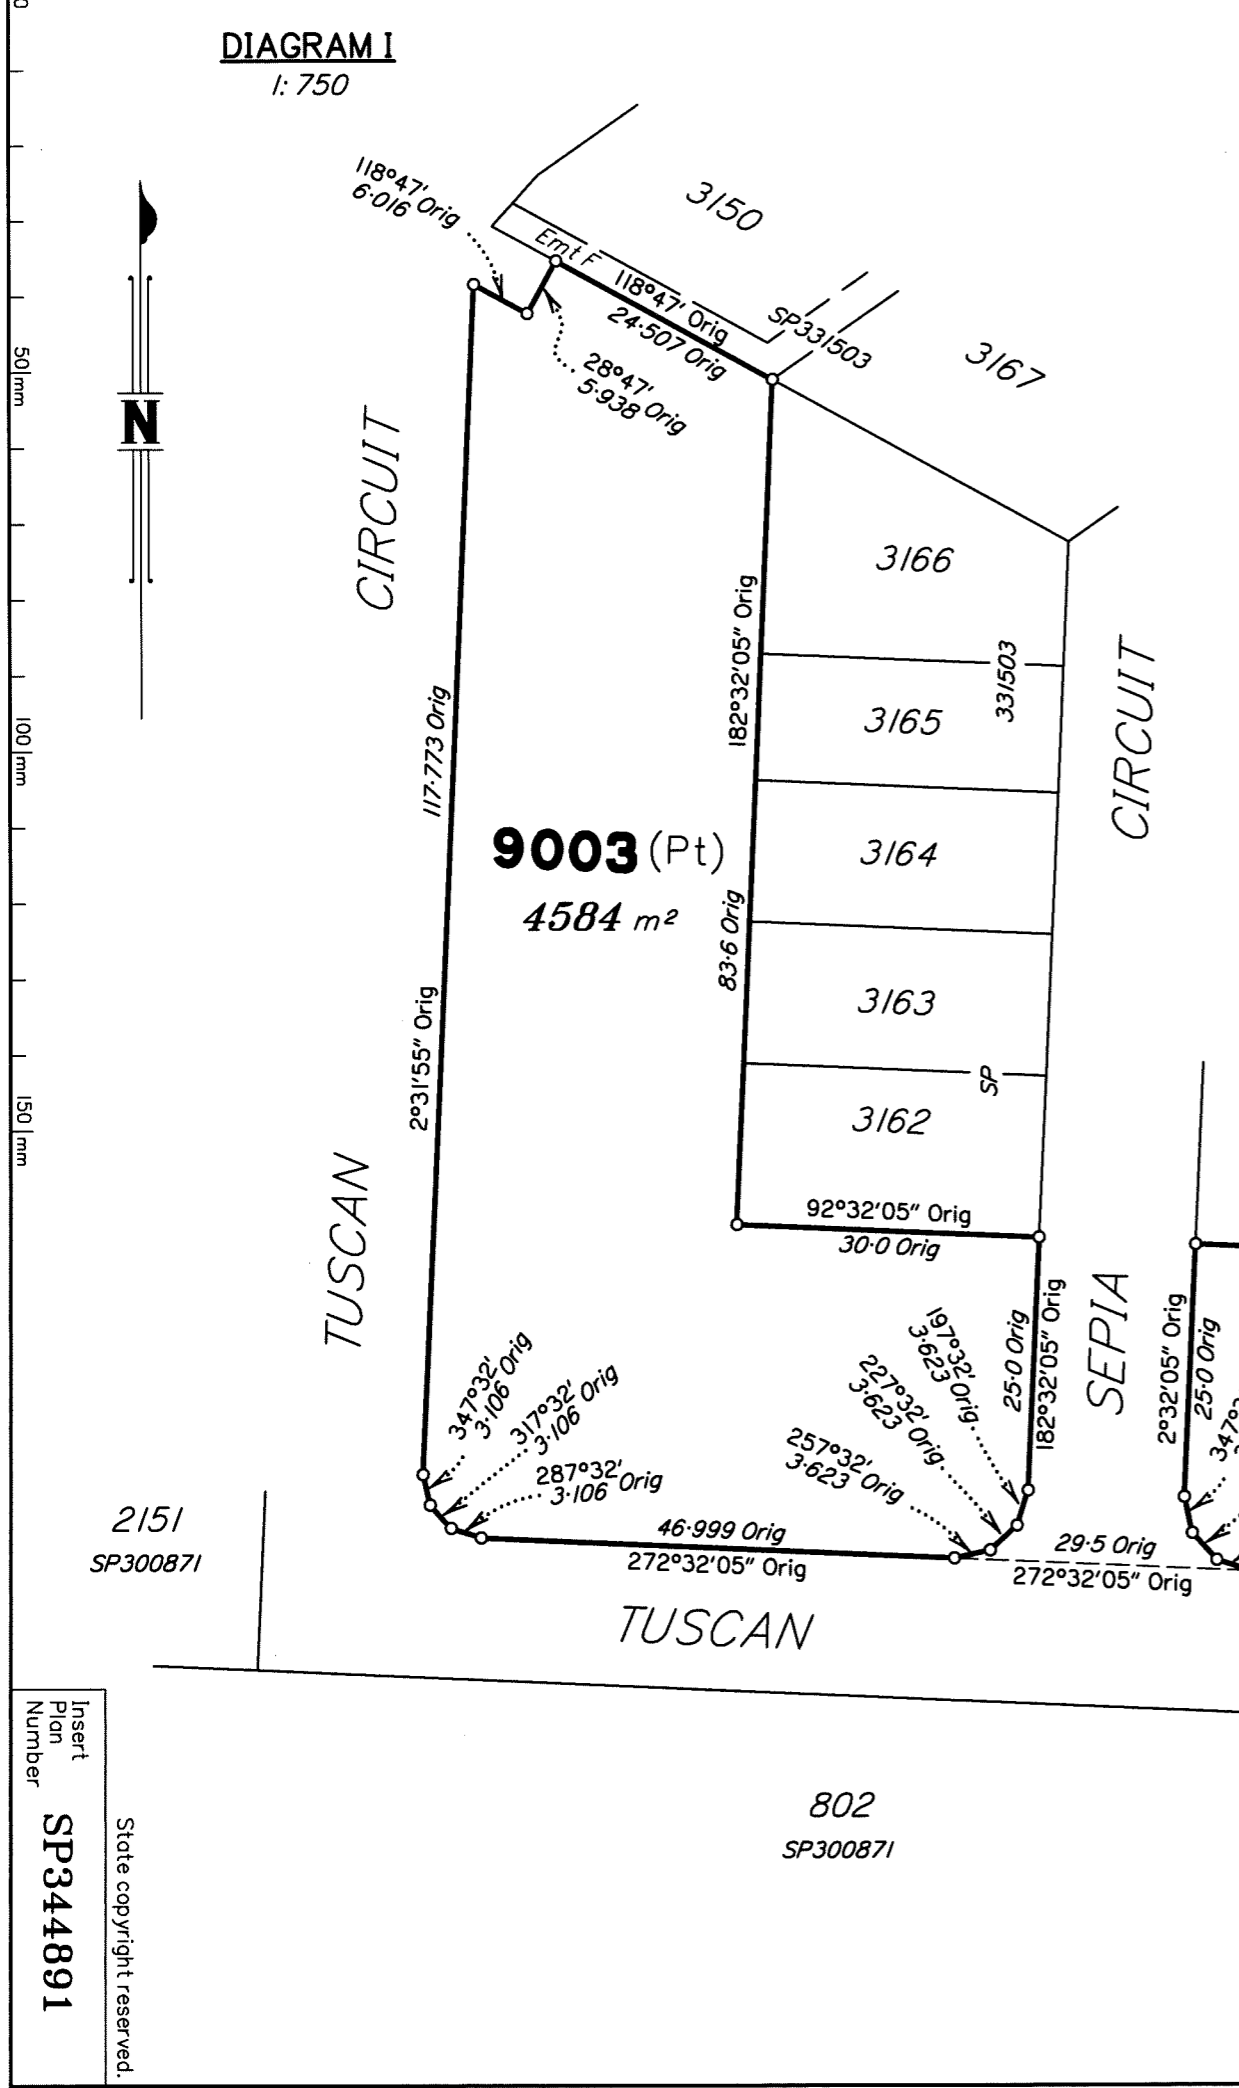 DIAGRAM I
1:750
118°47' Orig
6·016
3150
Emt F
118°47' Orig
24·507 Orig
SP331503
3167
28°47' Orig
5·938
50 mm
N
CIRCUIT
3166
182°32'05" Orig
331503
CIRCUIT
117·773 Orig
3165
100 mm
9003 (Pt)
4584 m²
3164
83·6 Orig
3163
2°31'55" Orig
SP
150 mm
3162
TUSCAN
92°32'05" Orig
30·0 Orig
SEPIA
197°32' Orig
3·623
227°32' Orig
3·623
257°32' Orig
3·623
25·0 Orig
182°32'05" Orig
2°32'05" Orig
25·0 Orig
347°32' Orig
3·106
317°32' Orig
3·106
287°32' Orig
3·106
2151
SP300871
46·999 Orig
272°32'05" Orig
29·5 Orig
272°32'05" Orig
TUSCAN
802
SP300871
Insert
Plan
Number
SP344891
State copyright reserved.